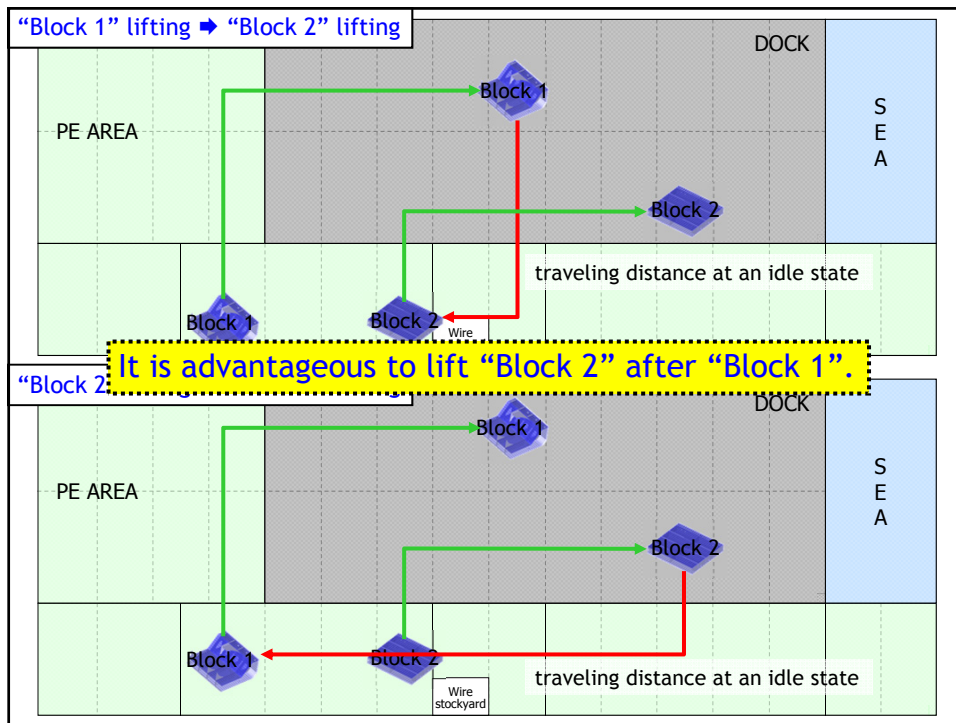 “Block 1” lifting ➡ “Block 2” lifting
DOCK
Block 1
PE AREA
S
E
A
Block 2
traveling distance at an idle state
Block 1
Block 2
Wire
It is advantageous to lift “Block 2” after “Block 1”.
“Block 2
DOCK
Block 1
PE AREA
S
E
A
Block 2
Block 1
Block 2
traveling distance at an idle state
Wire
stockyard